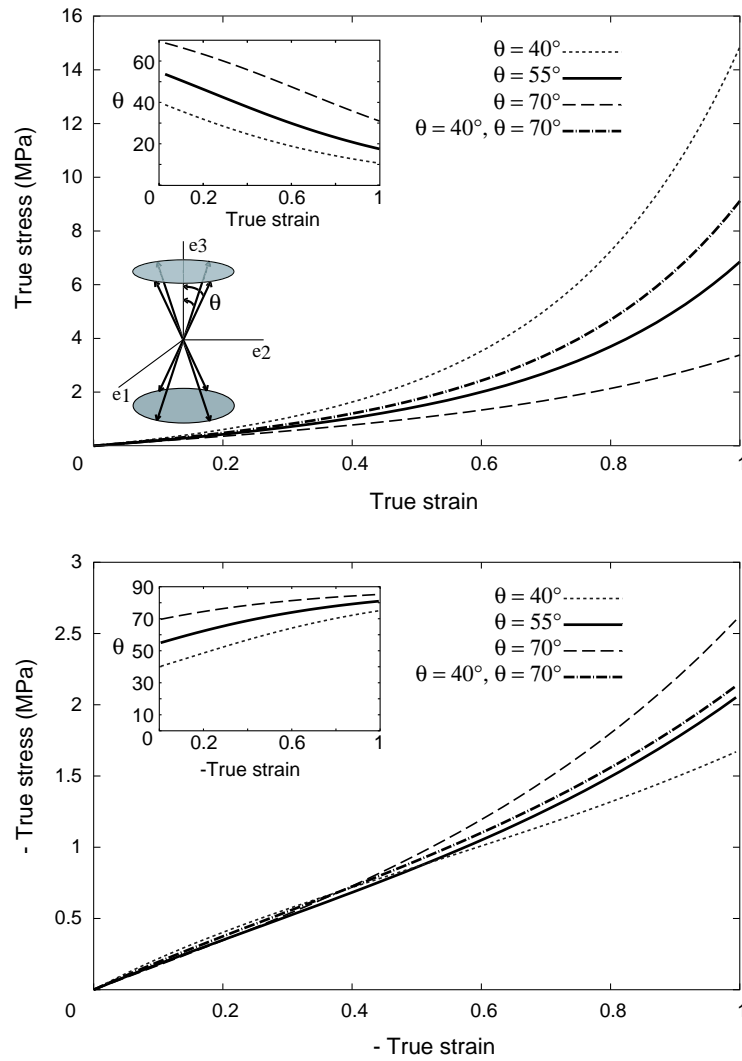 16
14
12
10
8
6
4
2
0
0.2
0.4
0.6
0.8
1
True stress (MPa)
True strain
θ = 40°
θ = 55°
θ = 70°
θ = 40°, θ = 70°
60
40
20
θ
0
0.2
0.6
1
True strain
e3
θ
e2
e1
3
2.5
2
1.5
1
0.5
0
0.2
0.4
0.6
0.8
1
- True stress (MPa)
- True strain
θ = 40°
θ = 55°
θ = 70°
θ = 40°, θ = 70°
90
70
50
30
10
0
θ
0.2
0.6
1
-True strain